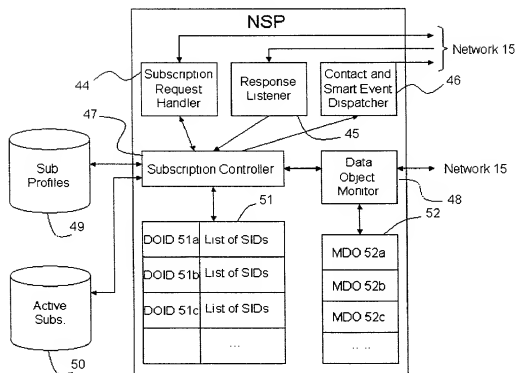 NSP
Network 15
44
Subscription
Request
Handler
Response
Listener
Contact and
Smart Event
Dispatcher
46
45
47
Subscription Controller
Data
Object
Monitor
Network 15
48
Sub
Profiles
49
51
52
DOID 51a List of SIDs
DOID 51b List of SIDs
DOID 51c List of SIDs
...
MDO 52a
MDO 52b
MDO 52c
.. ..
Active
Subs.
50